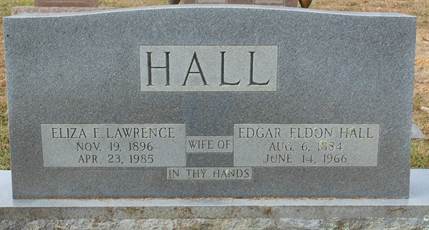 HALL
ELIZA F. LAWRENCE
NOV. 19, 1896
APR. 23, 1985
WIFE OF
EDGAR ELDON HALL
AUG. 6, 1884
JUNE 14, 1966
IN THY HANDS